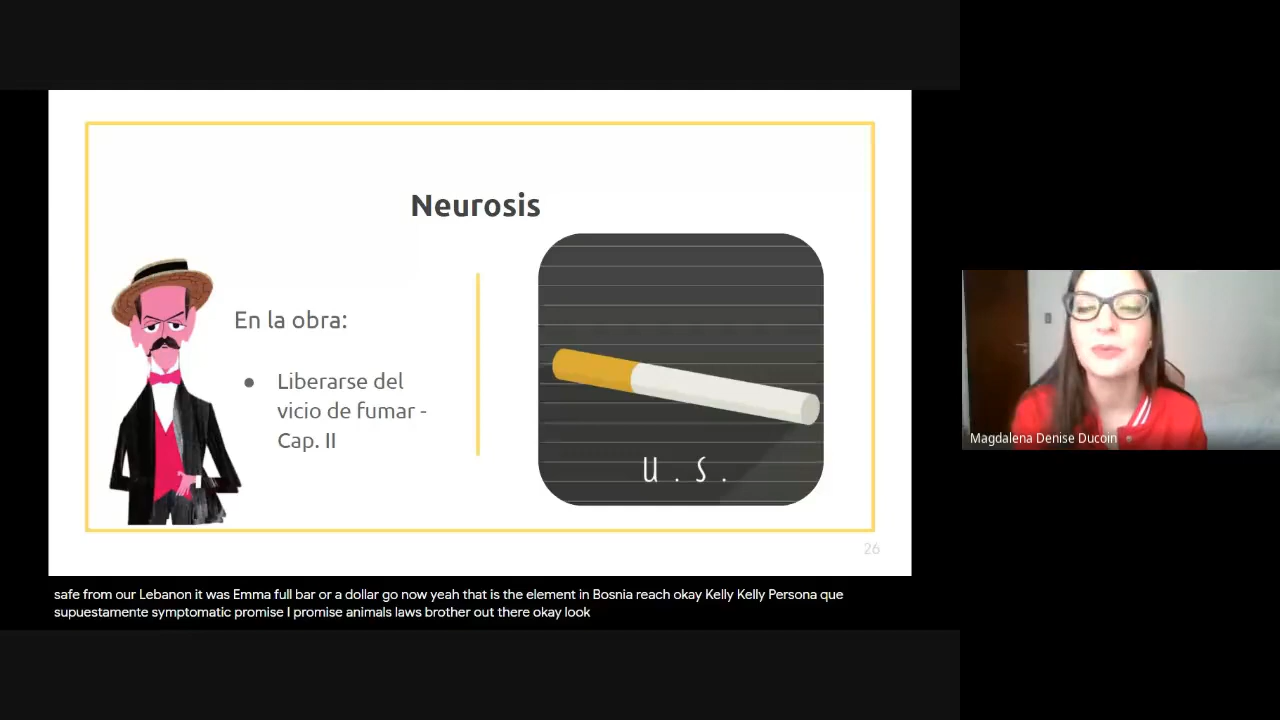 Neurosis
En la obra:
● Liberarse del
vicio de fumar -
Cap. II
U . S .
26
safe from our Lebanon it was Emma full bar or a dollar go now yeah that is the element in Bosnia reach okay Kelly Kelly Persona que
supuestamente symptomatic promise I promise animals laws brother out there okay look
Magdalena Denise Ducoin